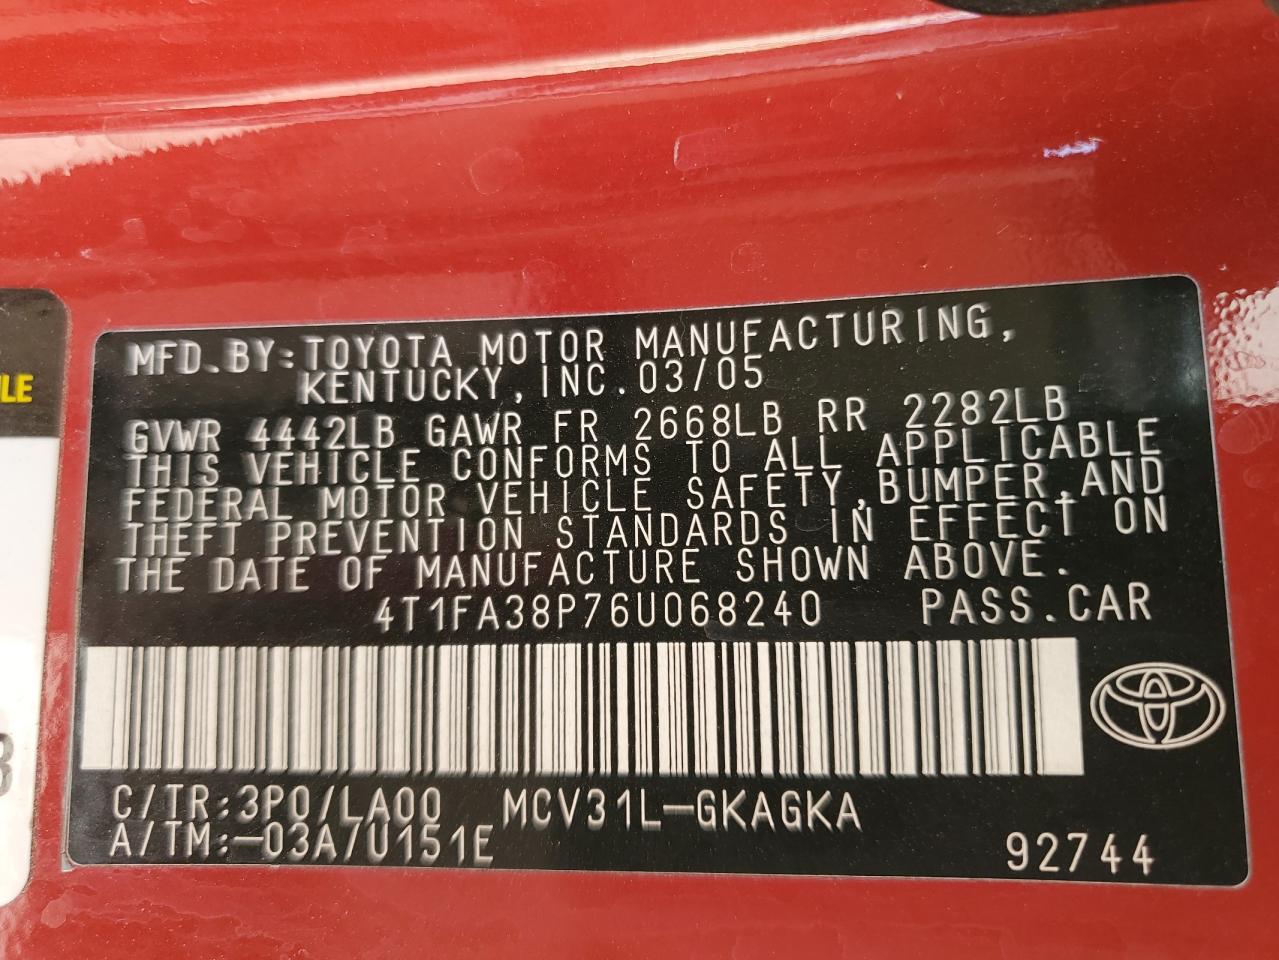 MFD.BY:TOYOTA MOTOR MANUFACTURING,
KENTUCKY,INC.03/05
GVWR 4442LB GAWR FR 2668LB RR 2282LB
THIS VEHICLE CONFORMS TO ALL APPLICABLE
FEDERAL MOTOR VEHICLE SAFETY,BUMPER,AND
THEFT PREVENTION STANDARDS IN EFFECT ON
THE DATE OF MANUFACTURE SHOWN ABOVE.
4T1FA38P76U068240 PASS.CAR
C/TR:3P0/LA00 MCV31L-GKAGKA
A/TM:-03A/U151E
92744
LE